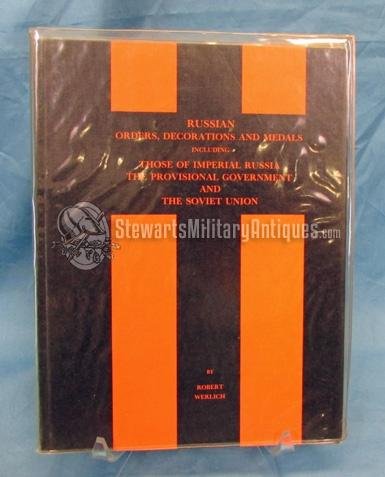 RUSSIAN
ORDERS, DECORATIONS AND MEDALS
INCLUDING
THOSE OF IMPERIAL RUSSIA
THE PROVISIONAL GOVERNMENT
AND
THE SOVIET UNION
StewartsMilitaryAntiques.com
BY
ROBERT
WERLICH